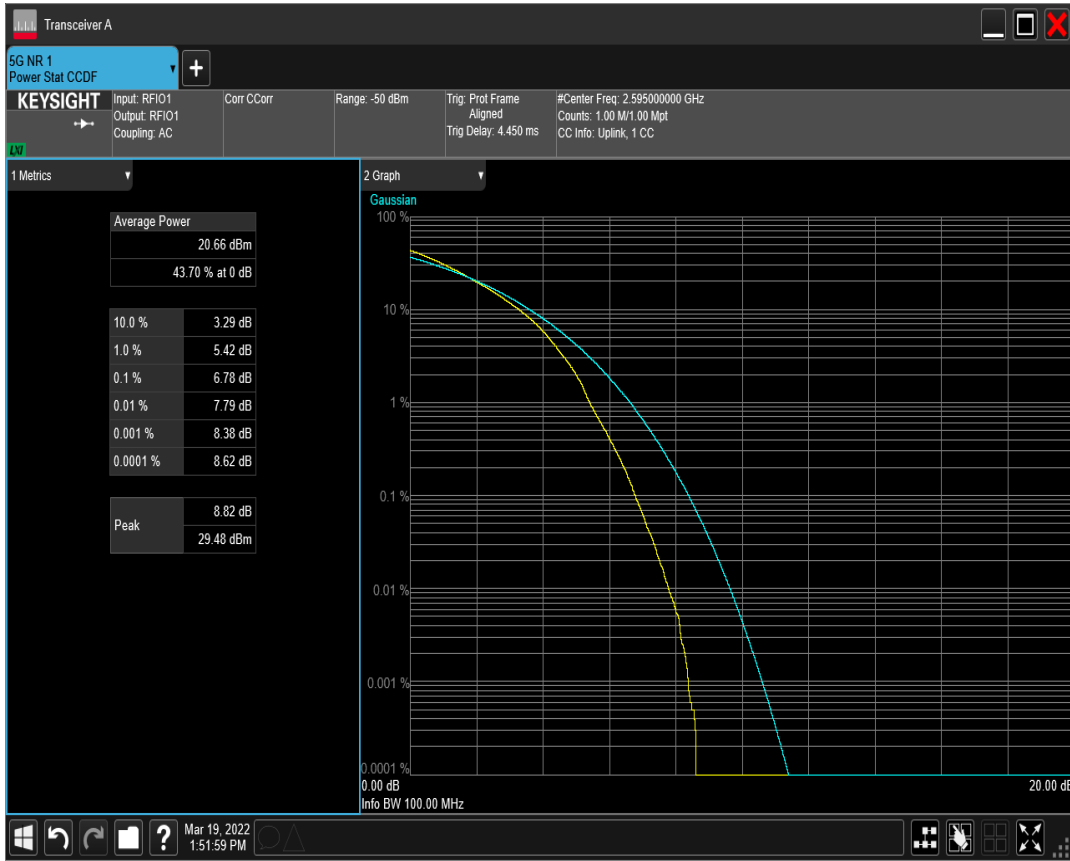 Transceiver A
5G NR 1
Power Stat CCDF
KEYSIGHT
LXI
Input: RFIO1
Output: RFIO1
Coupling: AC
Corr CCorr
Range: -50 dBm
Trig: Prot Frame
Aligned
Trig Delay: 4.450 ms
#Center Freq: 2.595000000 GHz
Counts: 1.00 M/1.00 Mpt
CC Info: Uplink, 1 CC
1 Metrics
Average Power
20.66 dBm
43.70 % at 0 dB
10.0 % 3.29 dB
1.0 % 5.42 dB
0.1 % 6.78 dB
0.01 % 7.79 dB
0.001 % 8.38 dB
0.0001 % 8.62 dB
Peak 8.82 dB
29.48 dBm
2 Graph
Gaussian
100 %
10 %
1 %
0.1 %
0.01 %
0.001 %
0.0001 %
0.00 dB 20.00 dB
Info BW 100.00 MHz
? Mar 19, 2022
1:51:59 PM